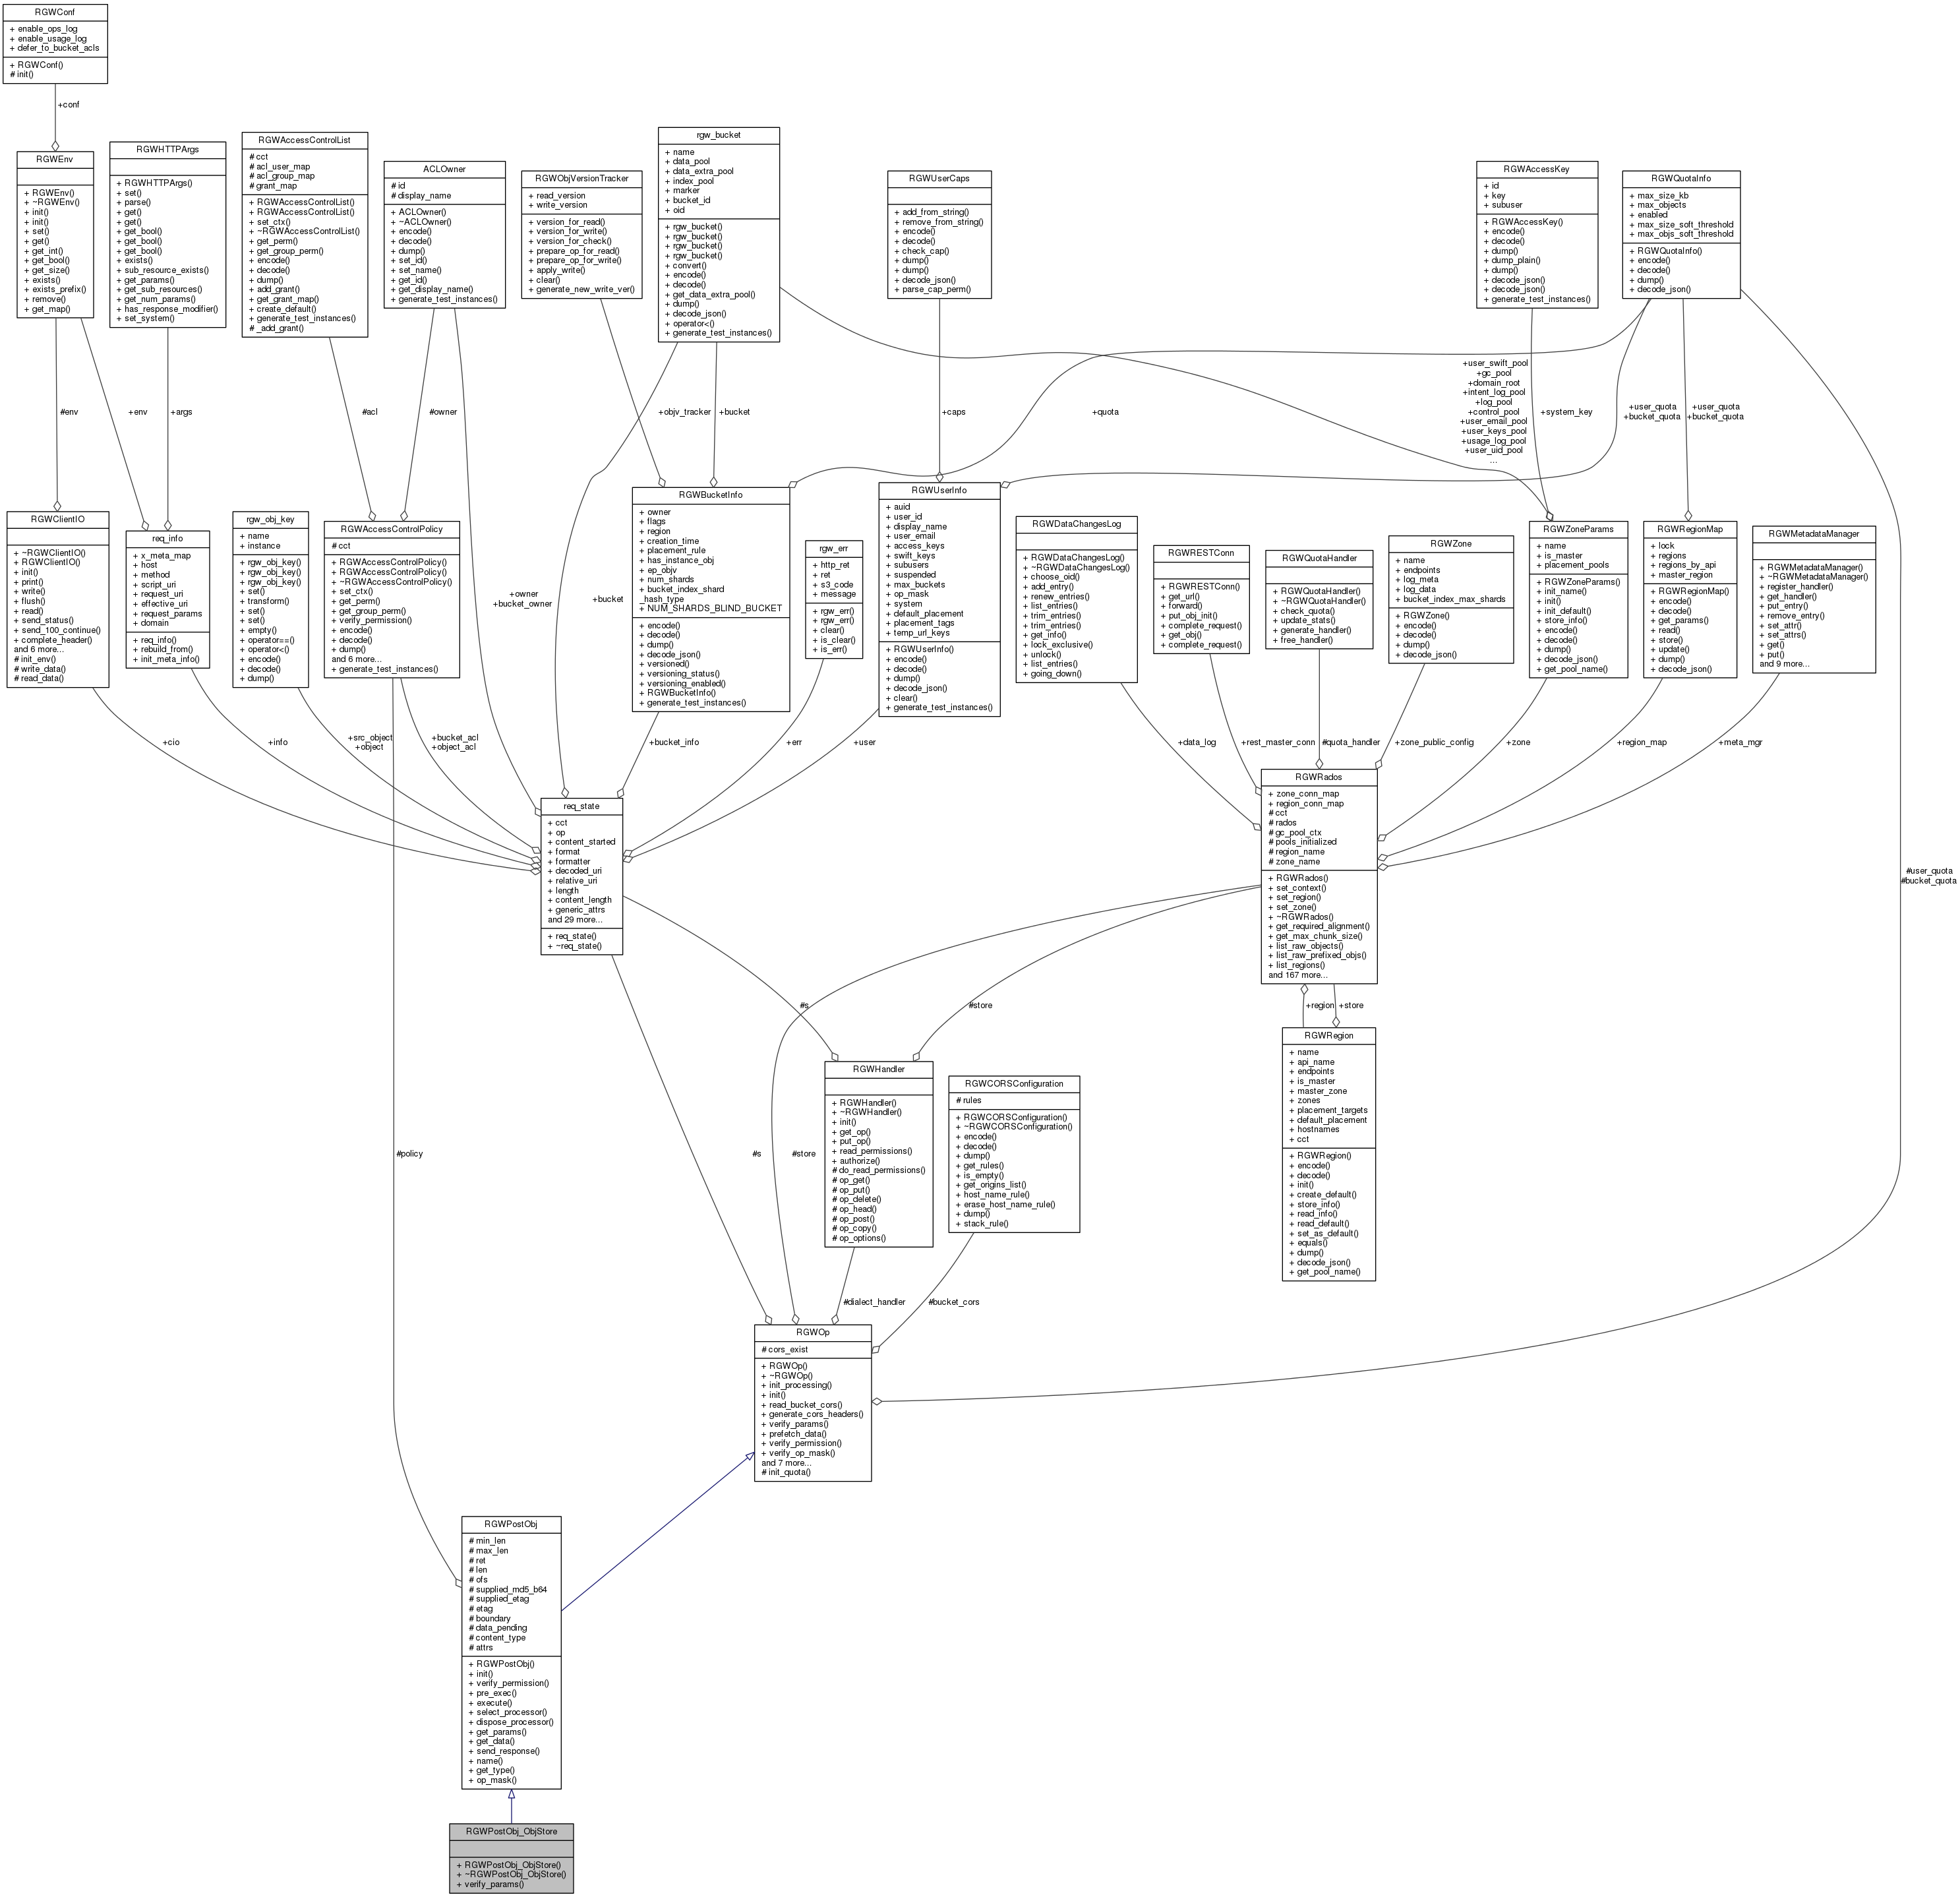 RGWConf
+ enable_ops_log
+ enable_usage_log
+ defer_to_bucket_acls
+ RGWConf()
# init()
+conf
RGWEnv
+ RGWEnv()
+ ~RGWEnv()
+ init()
+ init()
+ set()
+ get()
+ get_int()
+ get_bool()
+ get_size()
+ exists()
+ exists_prefix()
+ remove()
+ get_map()
RGWHTTPArgs
+ RGWHTTPArgs()
+ set()
+ parse()
+ get()
+ get()
+ get_bool()
+ get_bool()
+ get_bool()
+ exists()
+ sub_resource_exists()
+ get_params()
+ get_sub_resources()
+ get_num_params()
+ has_response_modifier()
+ set_system()
RGWAccessControlList
# cct
# acl_user_map
# acl_group_map
# grant_map
+ RGWAccessControlList()
+ RGWAccessControlList()
+ set_ctx()
+ ~RGWAccessControlList()
+ get_perm()
+ get_group_perm()
+ encode()
+ decode()
+ dump()
+ add_grant()
+ get_grant_map()
+ create_default()
+ generate_test_instances()
# _add_grant()
ACLOwner
# id
# display_name
+ ACLOwner()
+ ~ACLOwner()
+ encode()
+ decode()
+ dump()
+ set_id()
+ set_name()
+ get_id()
+ get_display_name()
+ generate_test_instances()
RGWObjVersionTracker
+ read_version
+ write_version
+ version_for_read()
+ version_for_write()
+ version_for_check()
+ prepare_op_for_read()
+ prepare_op_for_write()
+ apply_write()
+ clear()
+ generate_new_write_ver()
rgw_bucket
+ name
+ data_pool
+ data_extra_pool
+ index_pool
+ marker
+ bucket_id
+ oid
+ rgw_bucket()
+ rgw_bucket()
+ rgw_bucket()
+ rgw_bucket()
+ convert()
+ encode()
+ decode()
+ get_data_extra_pool()
+ dump()
+ decode_json()
+ operator<()
+ generate_test_instances()
RGWUserCaps
+ add_from_string()
+ remove_from_string()
+ encode()
+ decode()
+ check_cap()
+ dump()
+ dump()
+ decode_json()
+ parse_cap_perm()
RGWAccessKey
+ id
+ key
+ subuser
+ RGWAccessKey()
+ encode()
+ decode()
+ dump()
+ dump_plain()
+ dump()
+ decode_json()
+ decode_json()
+ generate_test_instances()
RGWQuotaInfo
+ max_size_kb
+ max_objects
+ enabled
+ max_size_soft_threshold
+ max_objs_soft_threshold
+ RGWQuotaInfo()
+ encode()
+ decode()
+ dump()
+ decode_json()
#env
+env
+args
#acl
#owner
+objv_tracker
+bucket
+quota
+caps
+user_swift_pool
+gc_pool
+domain_root
+intent_log_pool
+log_pool
+control_pool
+user_email_pool
+user_keys_pool
+usage_log_pool
+user_uid_pool
...
+system_key
+user_quota
+bucket_quota
+user_quota
+bucket_quota
RGWClientIO
+ ~RGWClientIO()
+ RGWClientIO()
+ init()
+ print()
+ write()
+ flush()
+ read()
+ send_status()
+ send_100_continue()
+ complete_header()
and 6 more...
# init_env()
# write_data()
# read_data()
req_info
+ x_meta_map
+ host
+ method
+ script_uri
+ request_uri
+ effective_uri
+ request_params
+ domain
+ req_info()
+ rebuild_from()
+ init_meta_info()
rgw_obj_key
+ name
+ instance
+ rgw_obj_key()
+ rgw_obj_key()
+ rgw_obj_key()
+ set()
+ transform()
+ set()
+ set()
+ empty()
+ operator==()
+ operator<()
+ encode()
+ decode()
+ dump()
RGWAccessControlPolicy
# cct
+ RGWAccessControlPolicy()
+ RGWAccessControlPolicy()
+ ~RGWAccessControlPolicy()
+ set_ctx()
+ get_perm()
+ get_group_perm()
+ verify_permission()
+ encode()
+ decode()
+ dump()
and 6 more...
+ generate_test_instances()
+owner
+bucket_owner
+bucket
RGWBucketInfo
+ owner
+ flags
+ region
+ creation_time
+ placement_rule
+ has_instance_obj
+ ep_objv
+ num_shards
+ bucket_index_shard
_hash_type
+ NUM_SHARDS_BLIND_BUCKET
+ encode()
+ decode()
+ dump()
+ decode_json()
+ versioned()
+ versioning_status()
+ versioning_enabled()
+ RGWBucketInfo()
+ generate_test_instances()
rgw_err
+ http_ret
+ ret
+ s3_code
+ message
+ rgw_err()
+ rgw_err()
+ clear()
+ is_clear()
+ is_err()
RGWUserInfo
+ auid
+ user_id
+ display_name
+ user_email
+ access_keys
+ swift_keys
+ subusers
+ suspended
+ max_buckets
+ op_mask
+ system
+ default_placement
+ placement_tags
+ temp_url_keys
+ RGWUserInfo()
+ encode()
+ decode()
+ dump()
+ decode_json()
+ clear()
+ generate_test_instances()
RGWDataChangesLog
+ RGWDataChangesLog()
+ ~RGWDataChangesLog()
+ choose_oid()
+ add_entry()
+ renew_entries()
+ list_entries()
+ trim_entries()
+ trim_entries()
+ get_info()
+ lock_exclusive()
+ unlock()
+ list_entries()
+ going_down()
RGWRESTConn
+ RGWRESTConn()
+ get_url()
+ forward()
+ put_obj_init()
+ complete_request()
+ get_obj()
+ complete_request()
RGWQuotaHandler
+ RGWQuotaHandler()
+ ~RGWQuotaHandler()
+ check_quota()
+ update_stats()
+ generate_handler()
+ free_handler()
RGWZone
+ name
+ endpoints
+ log_meta
+ log_data
+ bucket_index_max_shards
+ RGWZone()
+ encode()
+ decode()
+ dump()
+ decode_json()
RGWZoneParams
+ name
+ is_master
+ placement_pools
+ RGWZoneParams()
+ init_name()
+ init()
+ init_default()
+ store_info()
+ encode()
+ decode()
+ dump()
+ decode_json()
+ get_pool_name()
RGWRegionMap
+ lock
+ regions
+ regions_by_api
+ master_region
+ RGWRegionMap()
+ encode()
+ decode()
+ get_params()
+ read()
+ store()
+ update()
+ dump()
+ decode_json()
RGWMetadataManager
+ RGWMetadataManager()
+ ~RGWMetadataManager()
+ register_handler()
+ get_handler()
+ put_entry()
+ remove_entry()
+ set_attr()
+ set_attrs()
+ get()
+ put()
and 9 more...
+cio
+info
+src_object
+object
+bucket_acl
+object_acl
+bucket_info
+err
+user
+data_log
+rest_master_conn
#quota_handler
+zone_public_config
+zone
+region_map
+meta_mgr
req_state
+ cct
+ op
+ content_started
+ format
+ formatter
+ decoded_uri
+ relative_uri
+ length
+ content_length
+ generic_attrs
and 29 more...
+ req_state()
+ ~req_state()
RGWRados
+ zone_conn_map
+ region_conn_map
# cct
# rados
# gc_pool_ctx
# pools_initialized
# region_name
# zone_name
+ RGWRados()
+ set_context()
+ set_region()
+ set_zone()
+ ~RGWRados()
+ get_required_alignment()
+ get_max_chunk_size()
+ list_raw_objects()
+ list_raw_prefixed_objs()
+ list_regions()
and 167 more...
#user_quota
#bucket_quota
#s
#store
+region
+store
RGWRegion
+ name
+ api_name
+ endpoints
+ is_master
+ master_zone
+ zones
+ placement_targets
+ default_placement
+ hostnames
+ cct
+ RGWRegion()
+ encode()
+ decode()
+ init()
+ create_default()
+ store_info()
+ read_info()
+ read_default()
+ set_as_default()
+ equals()
+ dump()
+ decode_json()
+ get_pool_name()
RGWHandler
+ RGWHandler()
+ ~RGWHandler()
+ init()
+ get_op()
+ put_op()
+ read_permissions()
+ authorize()
# do_read_permissions()
# op_get()
# op_put()
# op_delete()
# op_head()
# op_post()
# op_copy()
# op_options()
RGWCORSConfiguration
# rules
+ RGWCORSConfiguration()
+ ~RGWCORSConfiguration()
+ encode()
+ decode()
+ dump()
+ get_rules()
+ is_empty()
+ get_origins_list()
+ host_name_rule()
+ erase_host_name_rule()
+ dump()
+ stack_rule()
#policy
#s
#store
#dialect_handler
#bucket_cors
RGWOp
# cors_exist
+ RGWOp()
+ ~RGWOp()
+ init_processing()
+ init()
+ read_bucket_cors()
+ generate_cors_headers()
+ verify_params()
+ prefetch_data()
+ verify_permission()
+ verify_op_mask()
and 7 more...
# init_quota()
RGWPostObj
# min_len
# max_len
# ret
# len
# ofs
# supplied_md5_b64
# supplied_etag
# etag
# boundary
# data_pending
# content_type
# attrs
+ RGWPostObj()
+ init()
+ verify_permission()
+ pre_exec()
+ execute()
+ select_processor()
+ dispose_processor()
+ get_params()
+ get_data()
+ send_response()
+ name()
+ get_type()
+ op_mask()
RGWPostObj_ObjStore
+ RGWPostObj_ObjStore()
+ ~RGWPostObj_ObjStore()
+ verify_params()